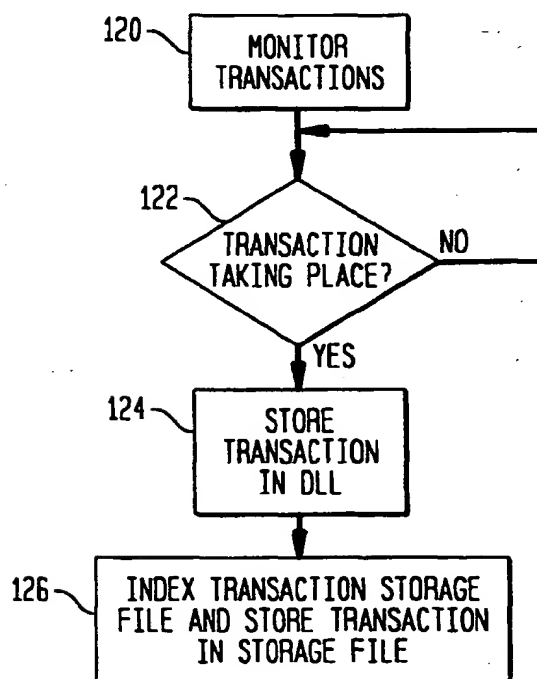 120
MONITOR
TRANSACTIONS
122
TRANSACTION
TAKING PLACE?
NO
YES
124
STORE
TRANSACTION
IN DLL
126
INDEX TRANSACTION STORAGE
FILE AND STORE TRANSACTION
IN STORAGE FILE